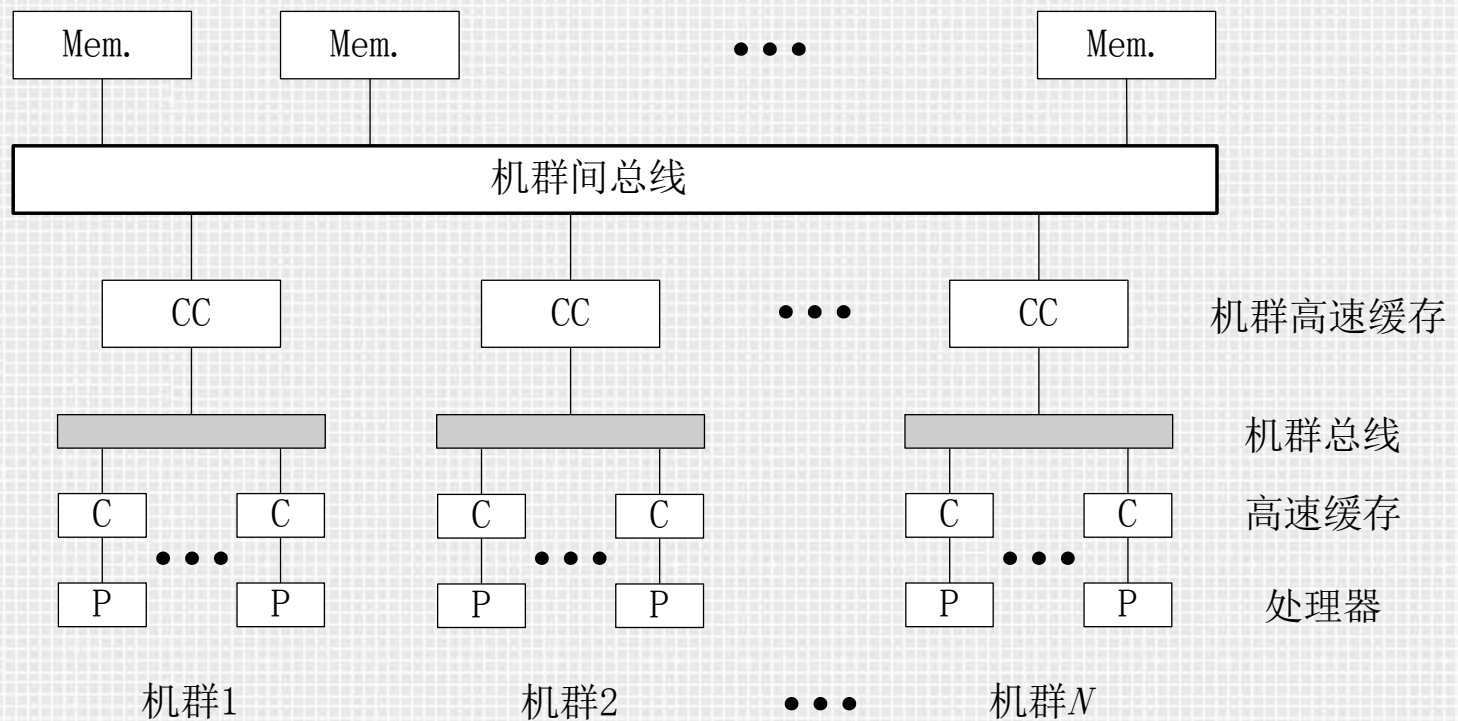 Mem. Mem. ••• Mem.
机群间总线
CC CC ••• CC 机群高速缓存
机群总线
C C C C C C 高速缓存
••• ••• •••
P P P P P P 处理器
机群1 机群2 ••• 机群N